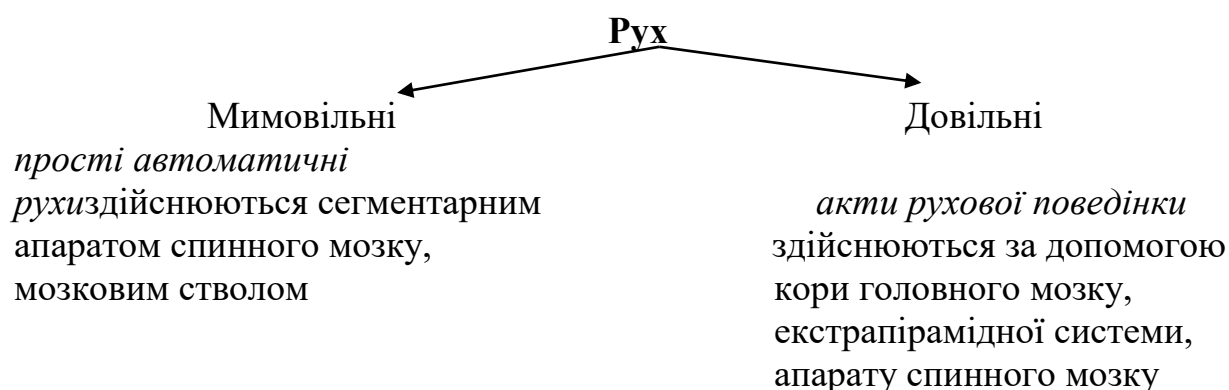 Рух
Мимовільні
прості автоматичні
рухиздійснюються сегментарним
апаратом спинного мозку,
мозковим стволом
Довільні
акти рухової поведінки
здійснюються за допомогою
кори головного мозку,
екстрапірамідної системи,
апарату спинного мозку